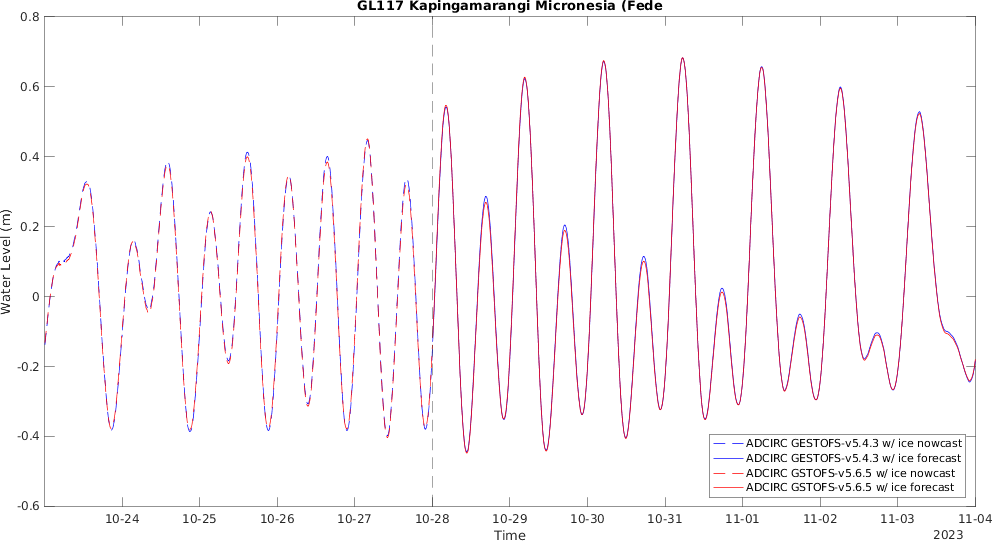 GL117 Kapingamarangi Micronesia (Fede
Water Level (m)
0.8
0.6
0.4
0.2
0
-0.2
-0.4
-0.6
ADCIRC GESTOFS-v5.4.3 w/ ice nowcast
ADCIRC GESTOFS-v5.4.3 w/ ice forecast
ADCIRC GSTOFS-v5.6.5 w/ ice nowcast
ADCIRC GSTOFS-v5.6.5 w/ ice forecast
10-24 10-25 10-26 10-27 10-28 10-29 10-30 10-31 11-01 11-02 11-03 11-04
Time
2023